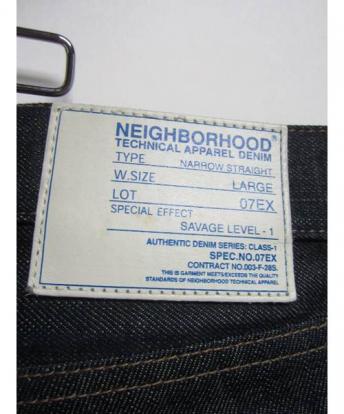 NEIGHBORHOOD®
TECHNICAL APPAREL DENIM
TYPE NARROW STRAIGHT
W.SIZE LARGE
LOT 07EX
SPECIAL EFFECT
SAVAGE LEVEL - 1
AUTHENTIC DENIM SERIES: CLASS-1
SPEC.NO.07EX
CONTRACT NO.003-F-28S.
THIS IS GARMENT MEETS/EXCEEDS THE QUALITY
STANDARDS OF NEIGHBORHOOD TECHNICAL APPAREL